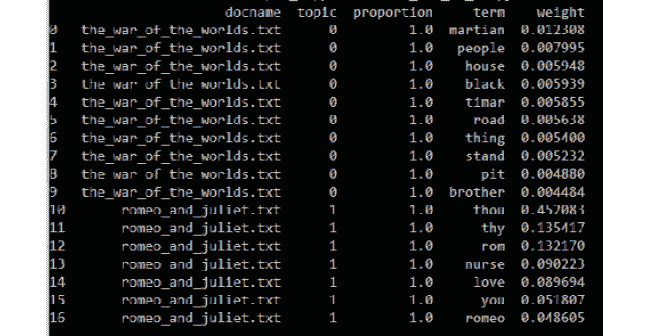 docname topic proportion term weight
0 the_war_of_the_worlds.txt 0 1.0 martian 0.012308
1 the_war_of_the_worlds.txt 0 1.0 people 0.007995
2 the_war_of_the_worlds.txt 0 1.0 house 0.005948
3 the_war_of_the_worlds.txt 0 1.0 black 0.005939
4 the_war_of_the_worlds.txt 0 1.0 0.005855
5 the_war_of_the_worlds.txt 0 1.0 road 0.005638
6 the_war_of_the_worlds.txt 0 1.0 thing 0.005400
7 the_war_of_the_worlds.txt 0 1.0 stand 0.005232
8 the_war_of_the_worlds.txt 0 1.0 pit 0.004880
9 the_war_of_the_worlds.txt 0 1.0 brother 0.004484
10 romeo_and_juliet.txt 1 1.0 thou 0.452083
11 romeo_and_juliet.txt 1 1.0 thy 0.135417
12 romeo_and_juliet.txt 1 1.0 rom 0.132170
13 romeo_and_juliet.txt 1 1.0 nurse 0.090223
14 romeo_and_juliet.txt 1 1.0 love 0.089694
15 romeo_and_juliet.txt 1 1.0 you 0.051807
16 romeo_and_juliet.txt 1 1.0 romeo 0.048605